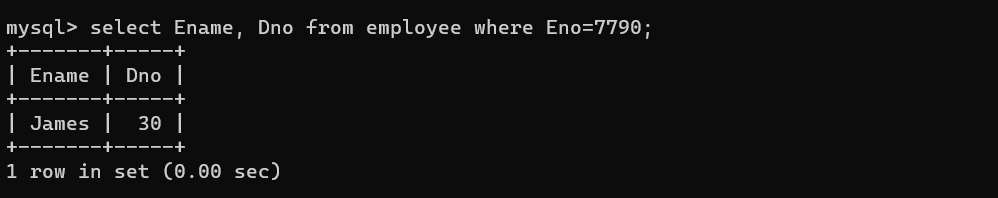 mysql> select Ename, Dno from employee where Eno=7790;
+-------+-----+
| Ename | Dno |
+-------+-----+
| James |  30 |
+-------+-----+
1 row in set (0.00 sec)